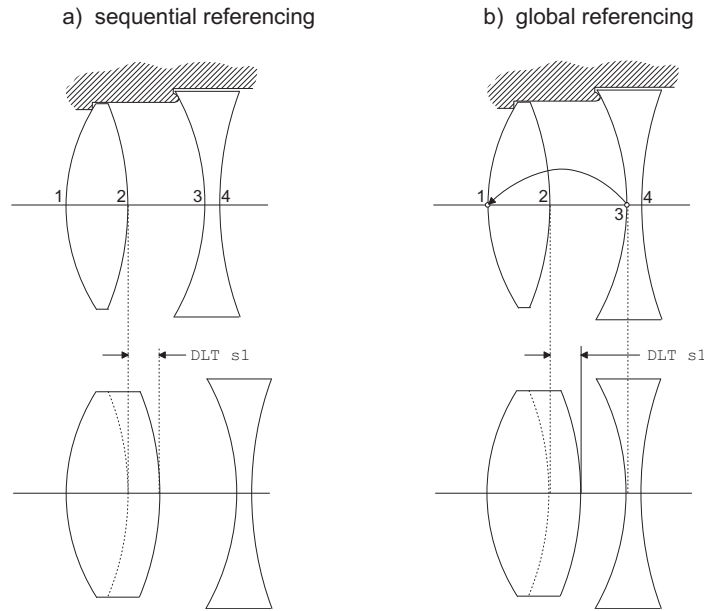 a) sequential referencing
b) global referencing
1 2 3 4
1 2 3 4
DLT s1
DLT s1